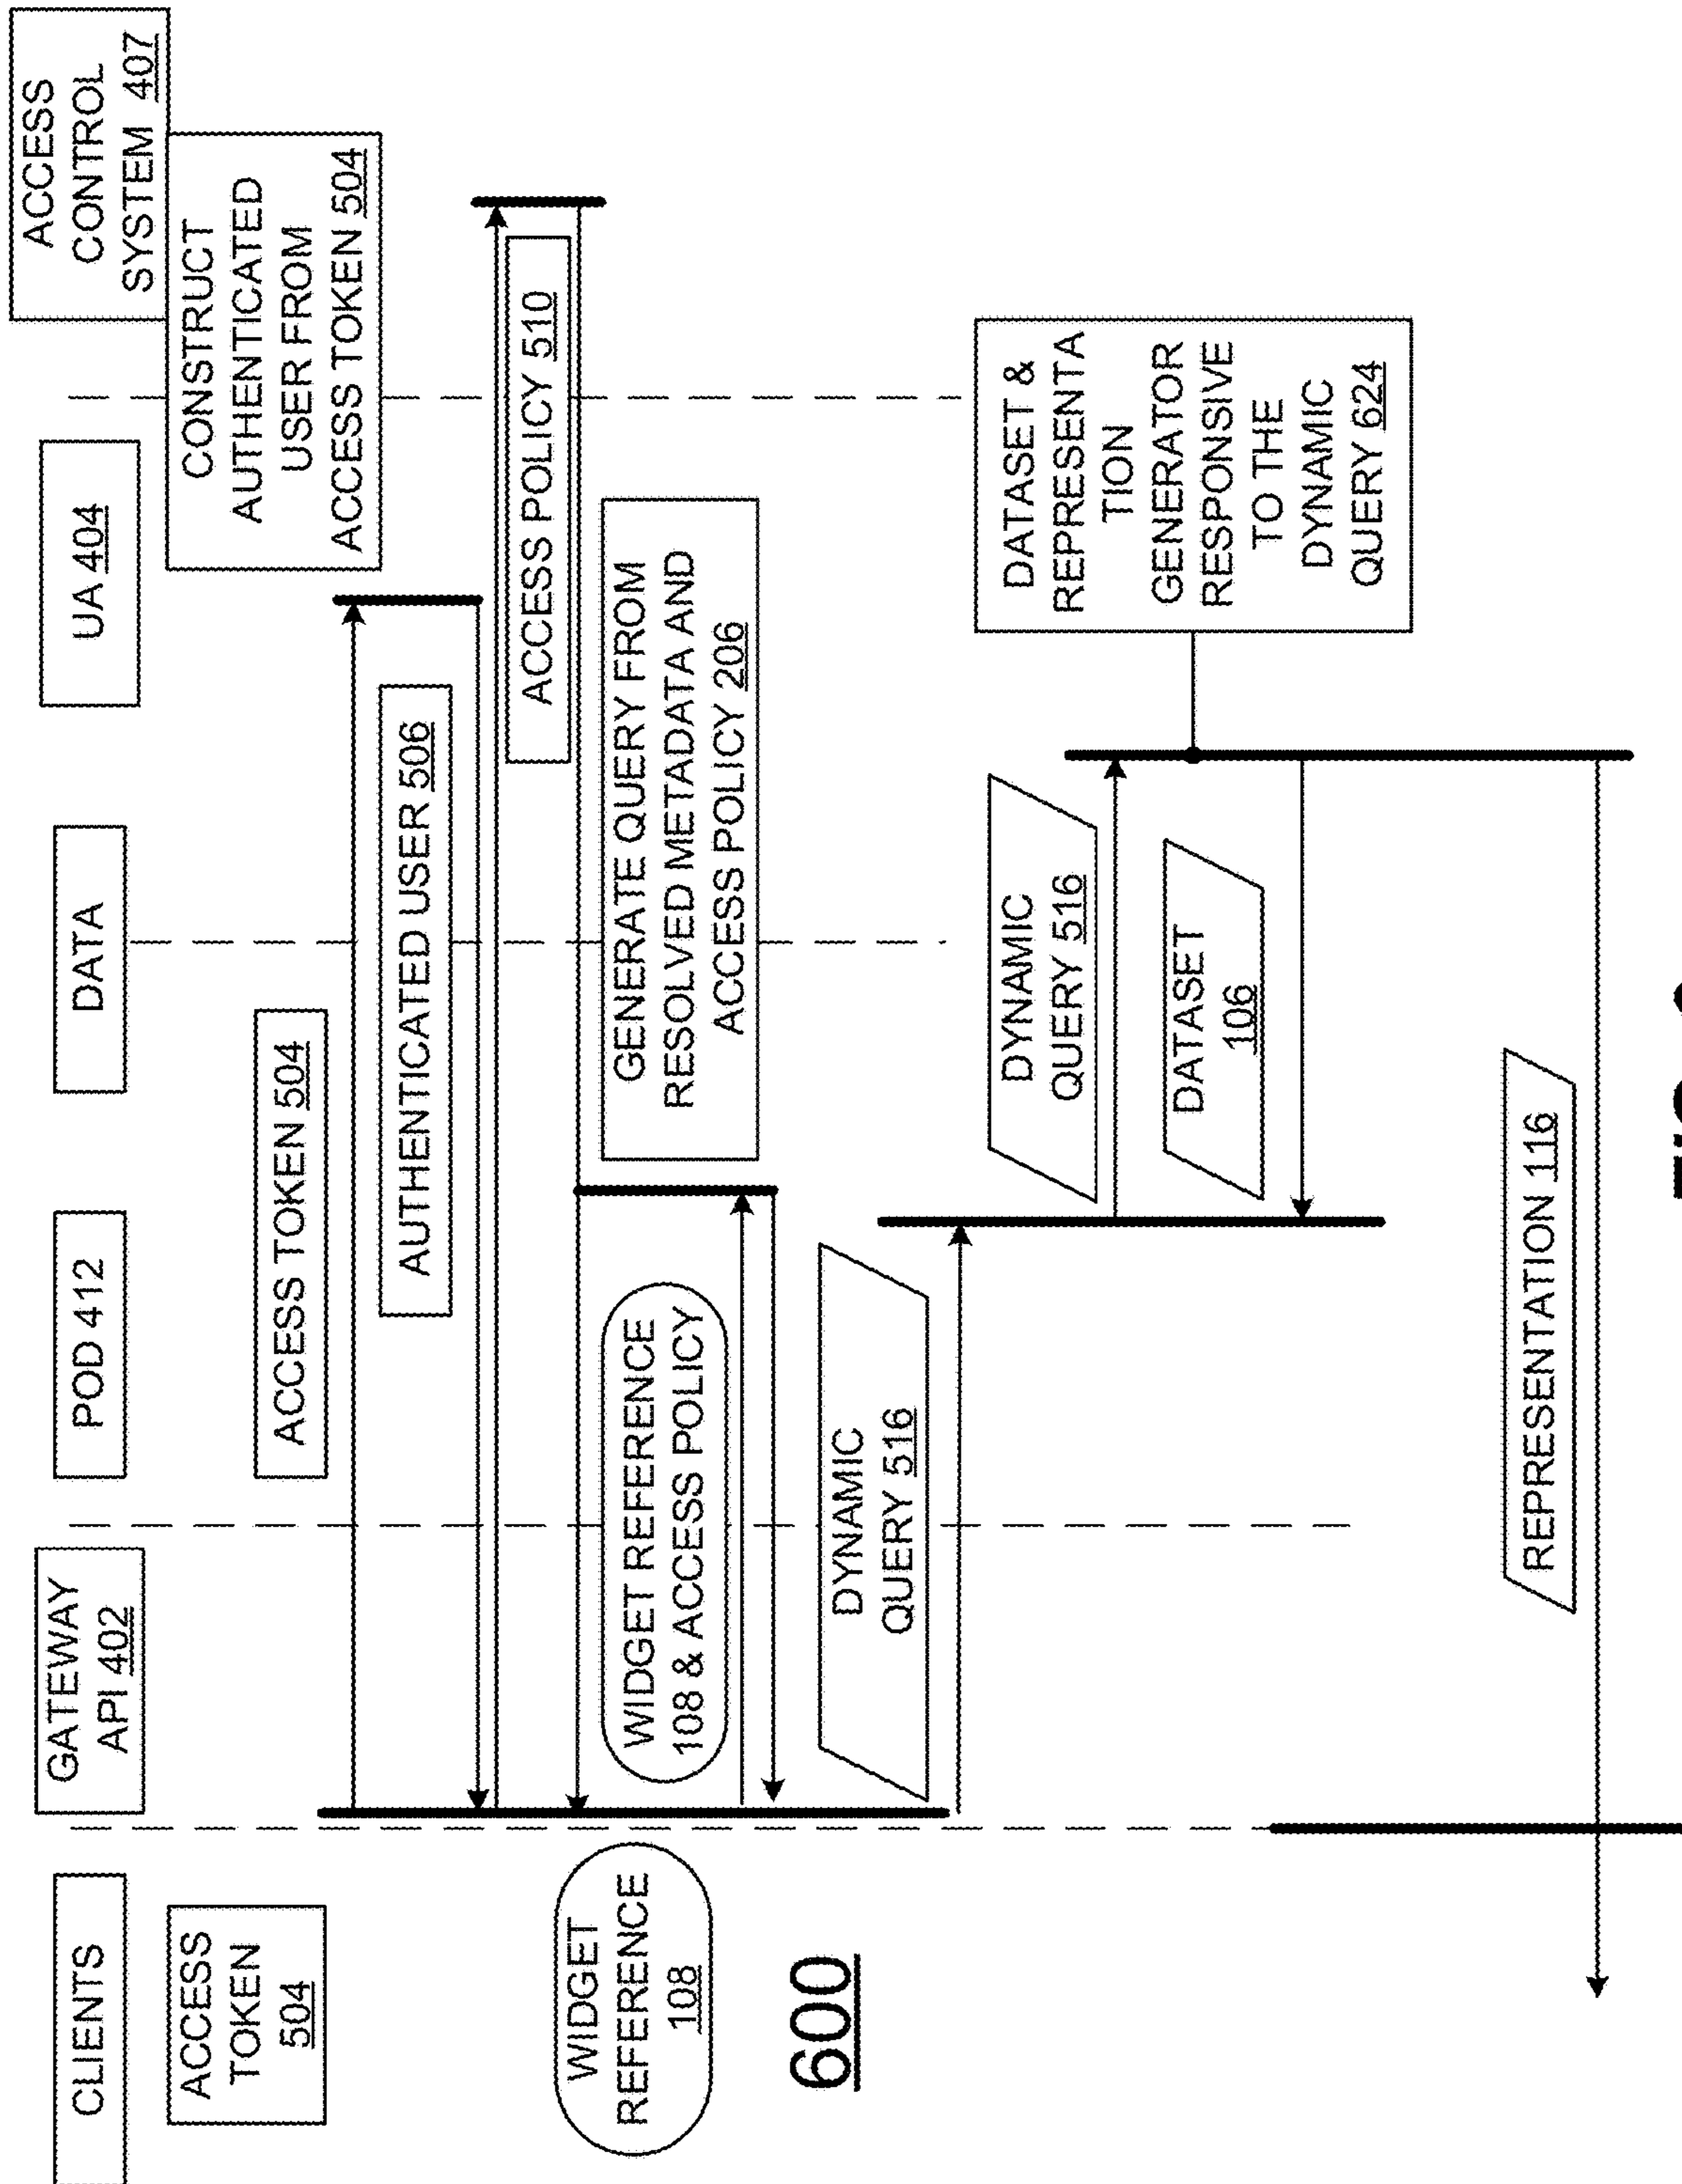 CLIENTS
GATEWAY
API 402
POD 412
DATA
UA 404
ACCESS
CONTROL
SYSTEM 407
ACCESS
TOKEN
504
ACCESS TOKEN 504
CONSTRUCT
AUTHENTICATED
USER FROM
ACCESS TOKEN 504
AUTHENTICATED USER 506
ACCESS POLICY 510
WIDGET
REFERENCE
108
WIDGET REFERENCE
108 & ACCESS POLICY
GENERATE QUERY FROM
RESOLVED METADATA AND
ACCESS POLICY 206
600
DYNAMIC
QUERY 516
DYNAMIC
QUERY 516
DATASET &
REPRESENTA
TION
GENERATOR
RESPONSIVE
TO THE
DYNAMIC
QUERY 624
DATASET
106
REPRESENTATION 116